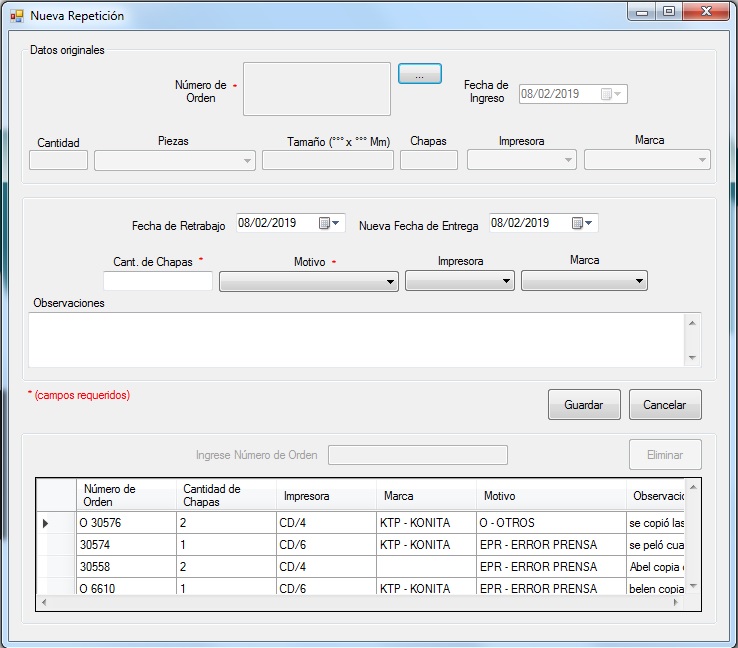 Nueva Repetición
Datos originales
Número de
Orden *
...
Fecha de
Ingreso
08/02/2019
Cantidad
Piezas
Tamaño (°°° x °°° Mm)
Chapas
Impresora
Marca
Fecha de Retrabajo
08/02/2019
Nueva Fecha de Entrega
08/02/2019
Cant. de Chapas *
Motivo *
Impresora
Marca
Observaciones
* (campos requeridos)
Guardar
Cancelar
Ingrese Número de Orden
Eliminar
Número de
Orden
Cantidad de
Chapas
Impresora
Marca
Motivo
Observacio
O 30576 2 CD/4 KTP - KONITA O - OTROS se copió las
30574 1 CD/6 KTP - KONITA EPR - ERROR PRENSA se peló cua
30558 2 CD/4 EPR - ERROR PRENSA Abel copia
O 6610 1 CD/6 KTP - KONITA EPR - ERROR PRENSA belen copia